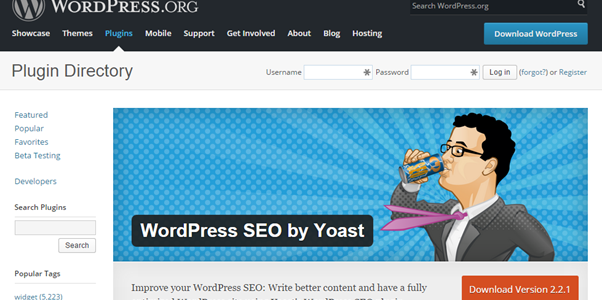 WORDPRESS.ORG
Search WordPress.org
Showcase Themes Plugins Mobile Support Get Involved About Blog Hosting
Download WordPress
Plugin Directory
Username Password Log in (forgot?) or Register
Featured
Popular
Favorites
Beta Testing
Developers
Search Plugins
Search
Popular Tags
widget (5,223)
WordPress SEO by Yoast
Improve your WordPress SEO: Write better content and have a fully
Download Version 2.2.1